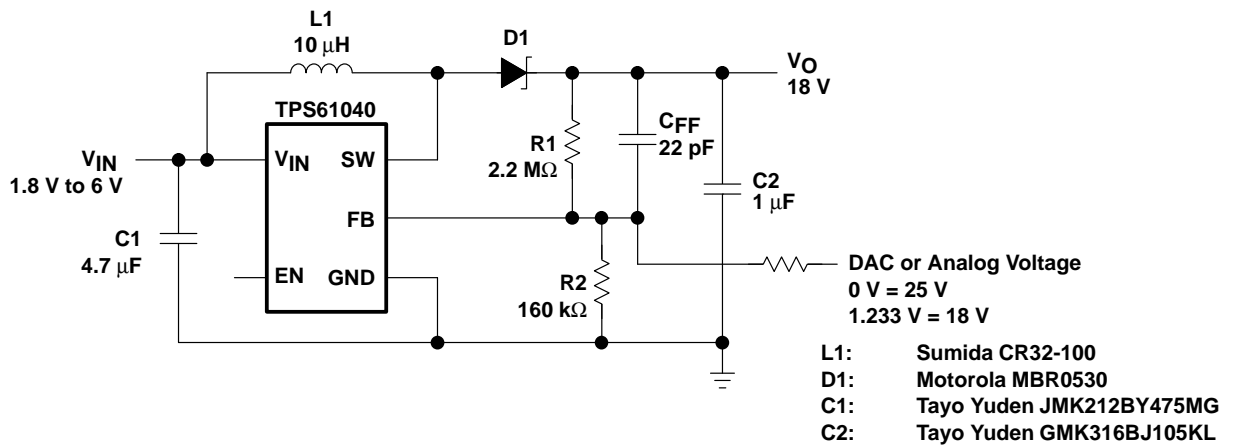 L1
10 μH
D1
VO
18 V
TPS61040
VIN
1.8 V to 6 V
VIN
SW
FB
EN
GND
R1
2.2 MΩ
CFF
22 pF
C2
1 μF
C1
4.7 μF
R2
160 kΩ
DAC or Analog Voltage
0 V = 25 V
1.233 V = 18 V
L1: Sumida CR32-100
D1: Motorola MBR0530
C1: Tayo Yuden JMK212BY475MG
C2: Tayo Yuden GMK316BJ105KL